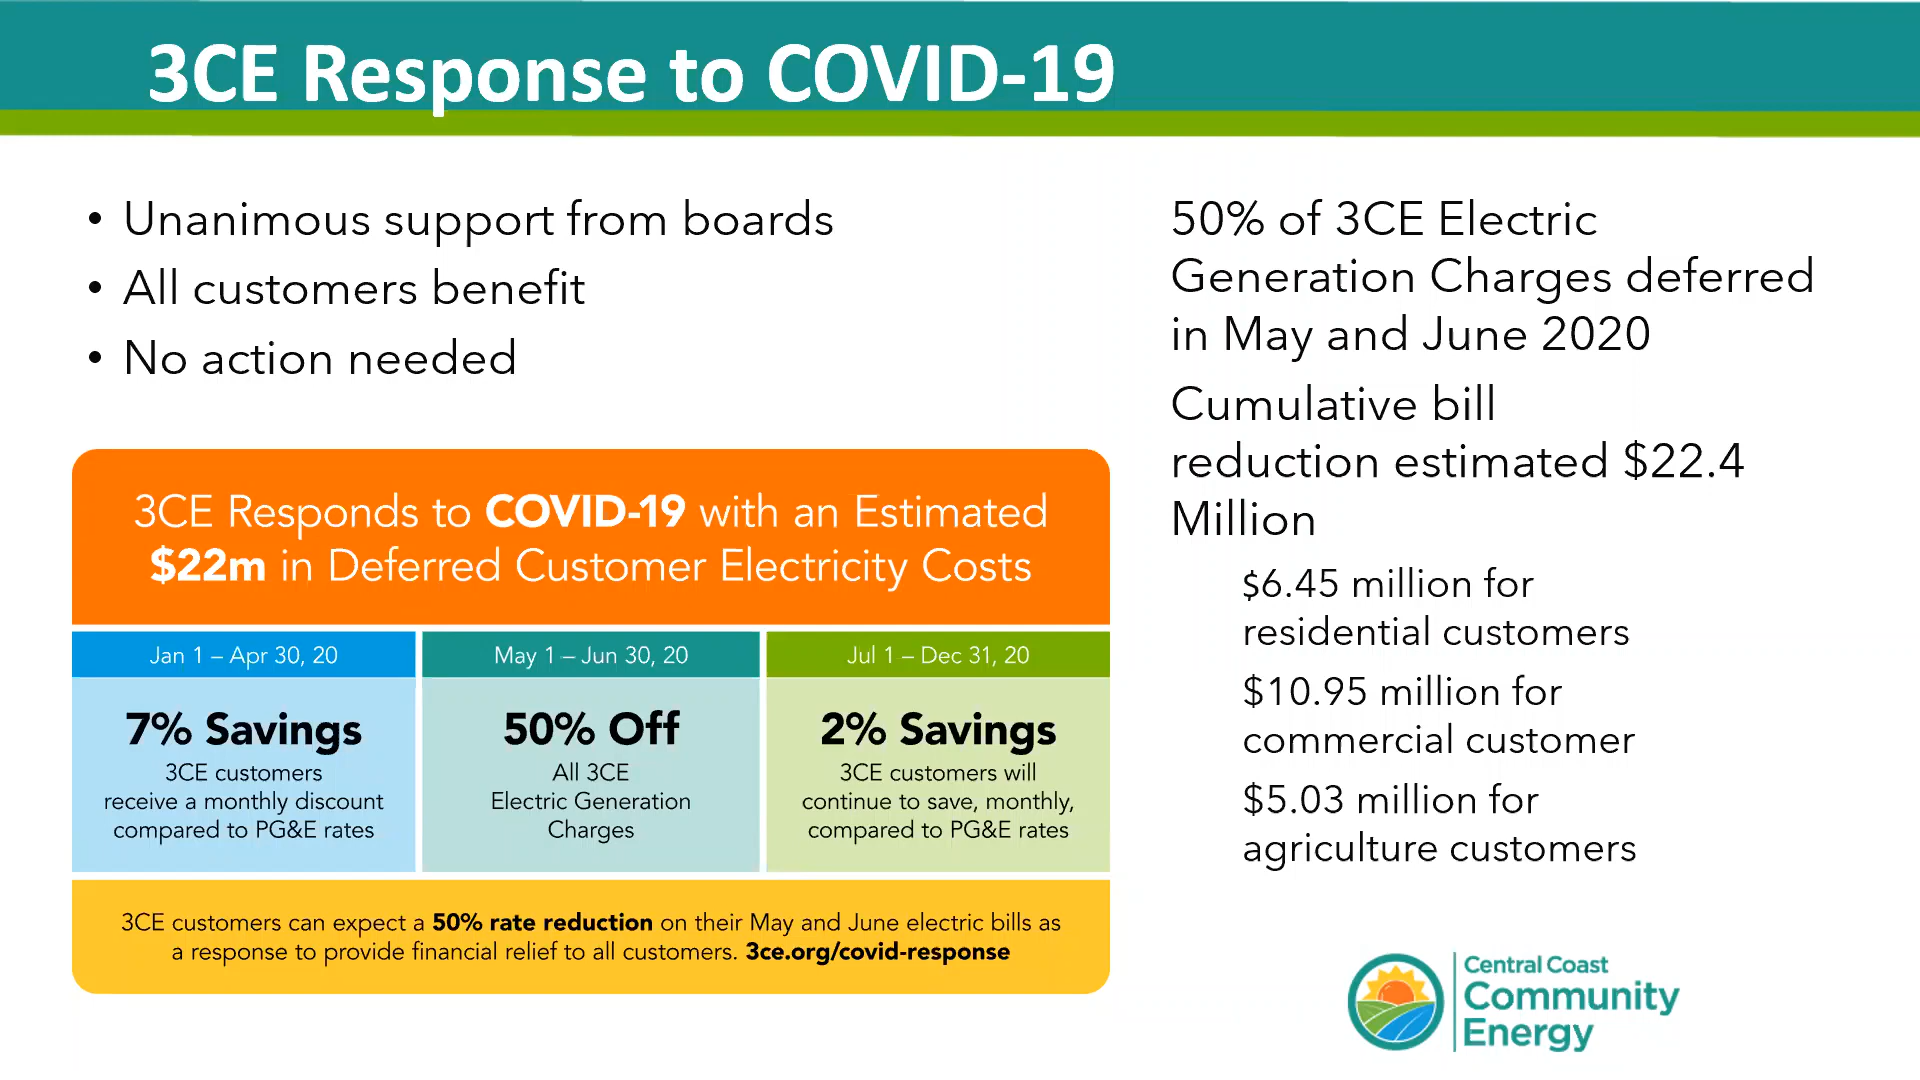 3CE Response to COVID-19
• Unanimous support from boards
• All customers benefit
• No action needed
3CE Responds to COVID-19 with an Estimated
$22m in Deferred Customer Electricity Costs
Jan 1 – Apr 30, 20
7% Savings
3CE customers
receive a monthly discount
compared to PG&E rates
May 1 – Jun 30, 20
50% Off
All 3CE
Electric Generation
Charges
Jul 1 – Dec 31, 20
2% Savings
3CE customers will
continue to save, monthly,
compared to PG&E rates
3CE customers can expect a 50% rate reduction on their May and June electric bills as
a response to provide financial relief to all customers. 3ce.org/covid-response
50% of 3CE Electric
Generation Charges deferred
in May and June 2020
Cumulative bill
reduction estimated $22.4
Million
$6.45 million for
residential customers
$10.95 million for
commercial customer
$5.03 million for
agriculture customers
Central Coast
Community
Energy